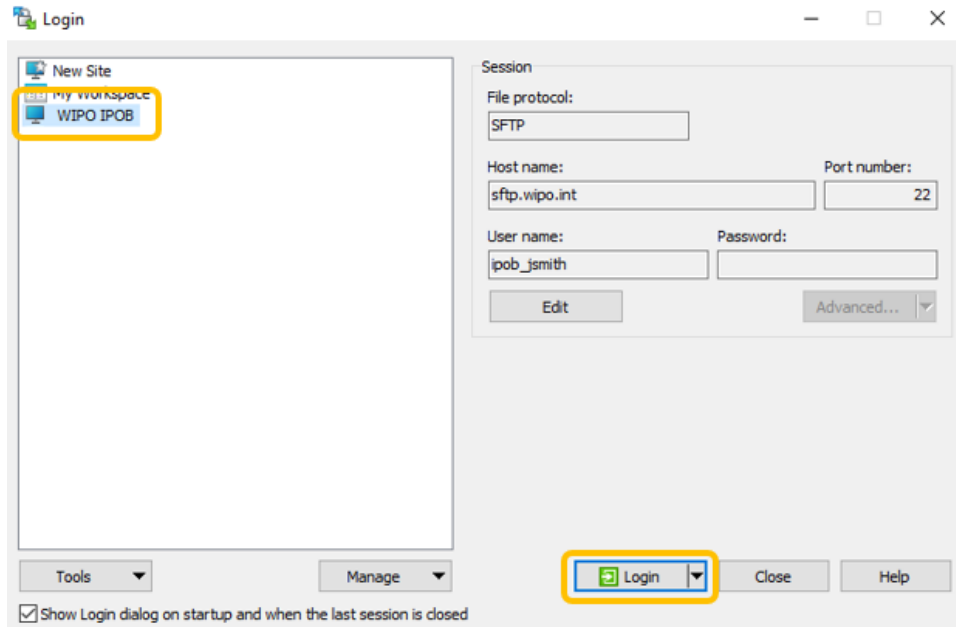 Login
New Site
My Workspace
WIPO IPOB
Session
File protocol:
SFTP
Host name:
Port number:
sftp.wipo.int
22
User name:
Password:
ipob_jsmith
Edit
Advanced...
Tools
Manage
Login
Close
Help
Show Login dialog on startup and when the last session is closed